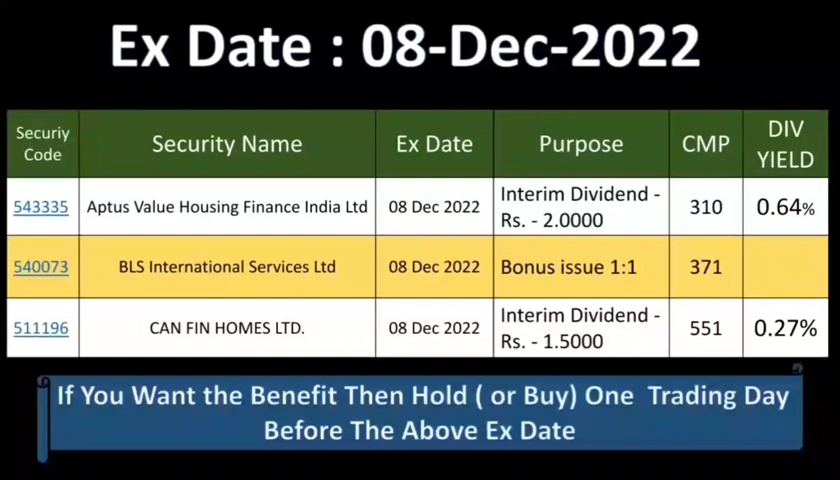 Ex Date : 08-Dec-2022
Securiy Code Security Name Ex Date Purpose CMP DIV YIELD
543335 Aptus Value Housing Finance India Ltd 08 Dec 2022 Interim Dividend - Rs. - 2.0000 310 0.64%
540073 BLS International Services Ltd 08 Dec 2022 Bonus issue 1:1 371
511196 CAN FIN HOMES LTD. 08 Dec 2022 Interim Dividend - Rs. - 1.5000 551 0.27%
If You Want the Benefit Then Hold ( or Buy) One Trading Day
Before The Above Ex Date